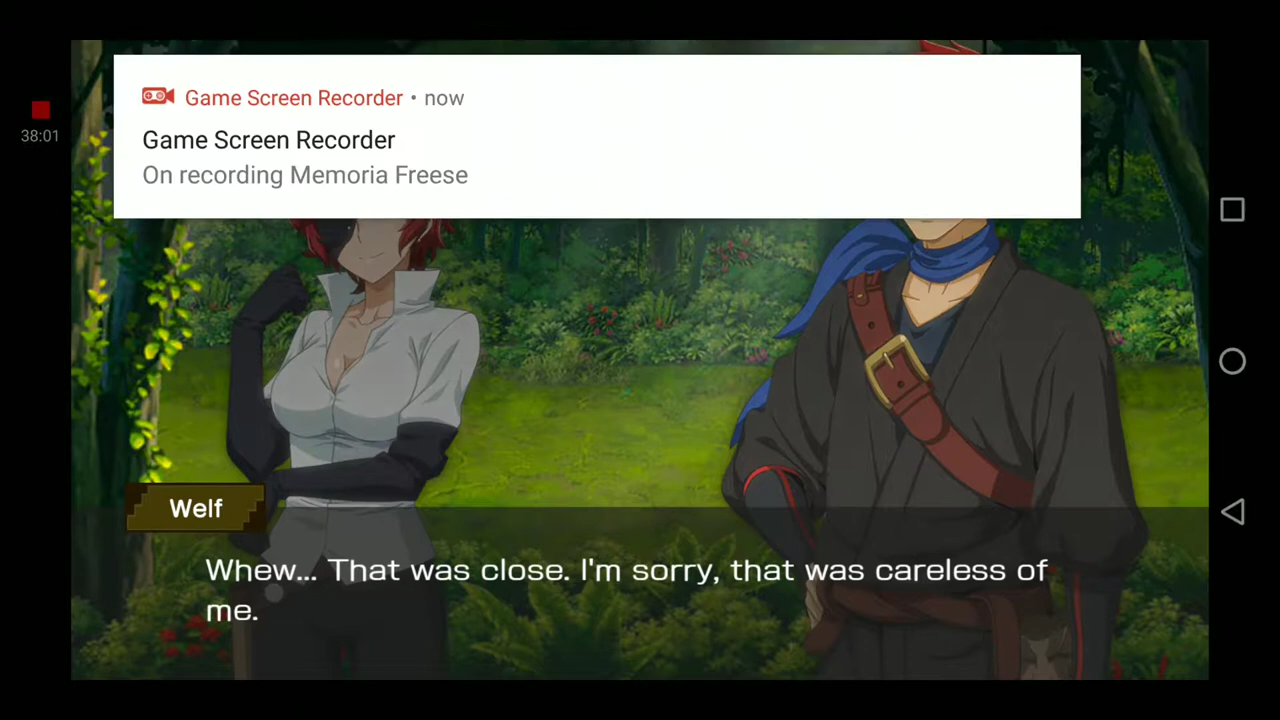 Game Screen Recorder • now
Game Screen Recorder
On recording Memoria Freese
38:01
Welf
Whew... That was close. I'm sorry, that was careless of
me.